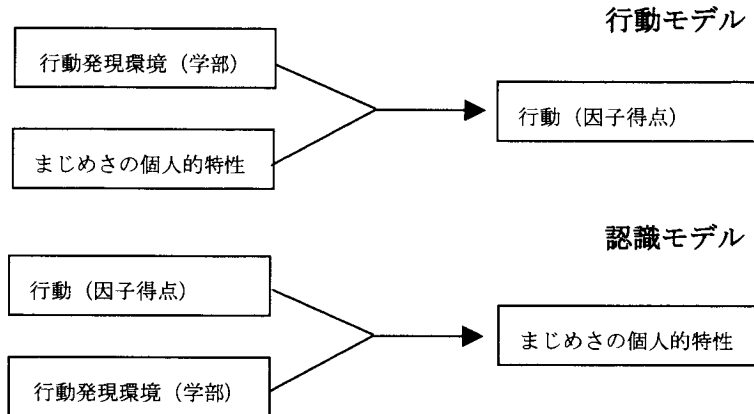 行動モデル
行動発現環境（学部）
行動（因子得点）
まじめさの個人的特性
認識モデル
行動（因子得点）
まじめさの個人的特性
行動発現環境（学部）